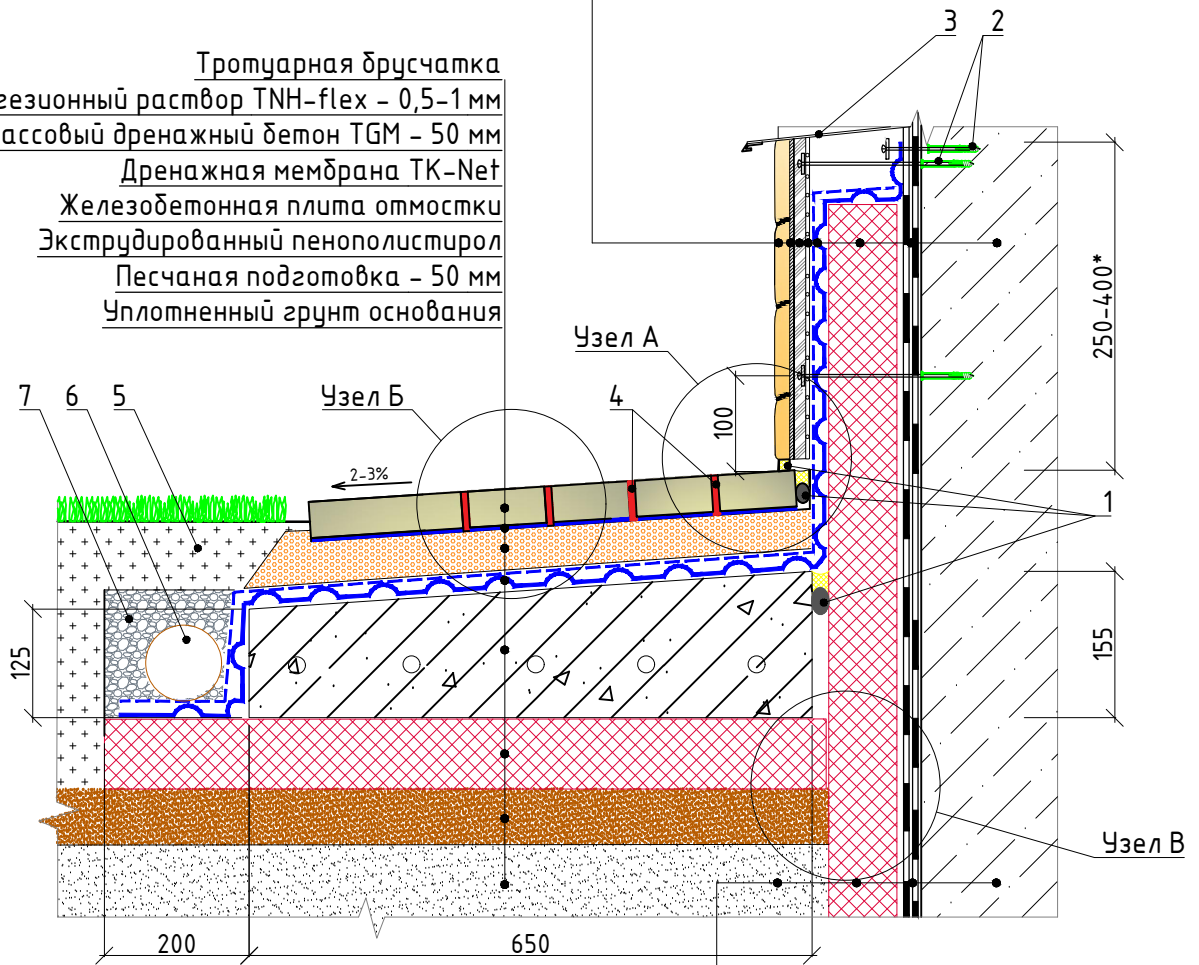 3 2
Тротуарная брусчатка
гезионный раствор TNH-flex - 0,5-1 мм
ассовый дренажный бетон TGM - 50 мм
Дренажная мембрана TK-Net
Железобетонная плита отмостки
Экструдированный пенополистирол
Песчаная подготовка - 50 мм
Уплотненный грунт основания
250-400*
Узел А
7 6 5 Узел Б 4
100
2-3%
1
125
155
Узел В
200 650